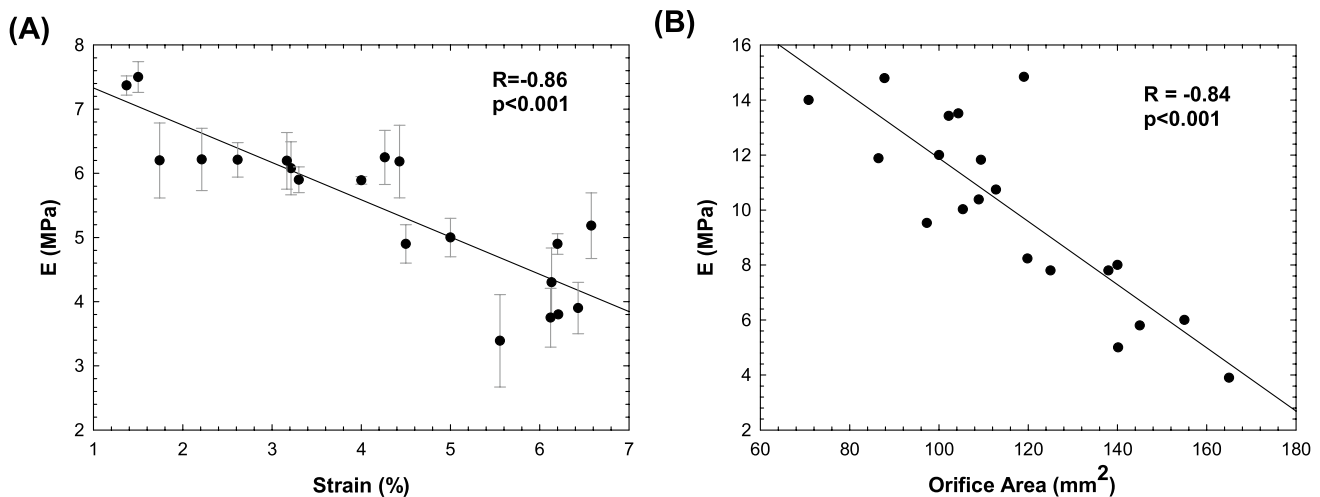 (A)
8
7
6
5
4
3
2
E (MPa)
R=-0.86
p<0.001
1 2 3 4 5 6 7
Strain (%)
(B)
16
14
12
10
8
6
4
2
E (MPa)
R = -0.84
p<0.001
60 80 100 120 140 160 180
Orifice Area (mm²)